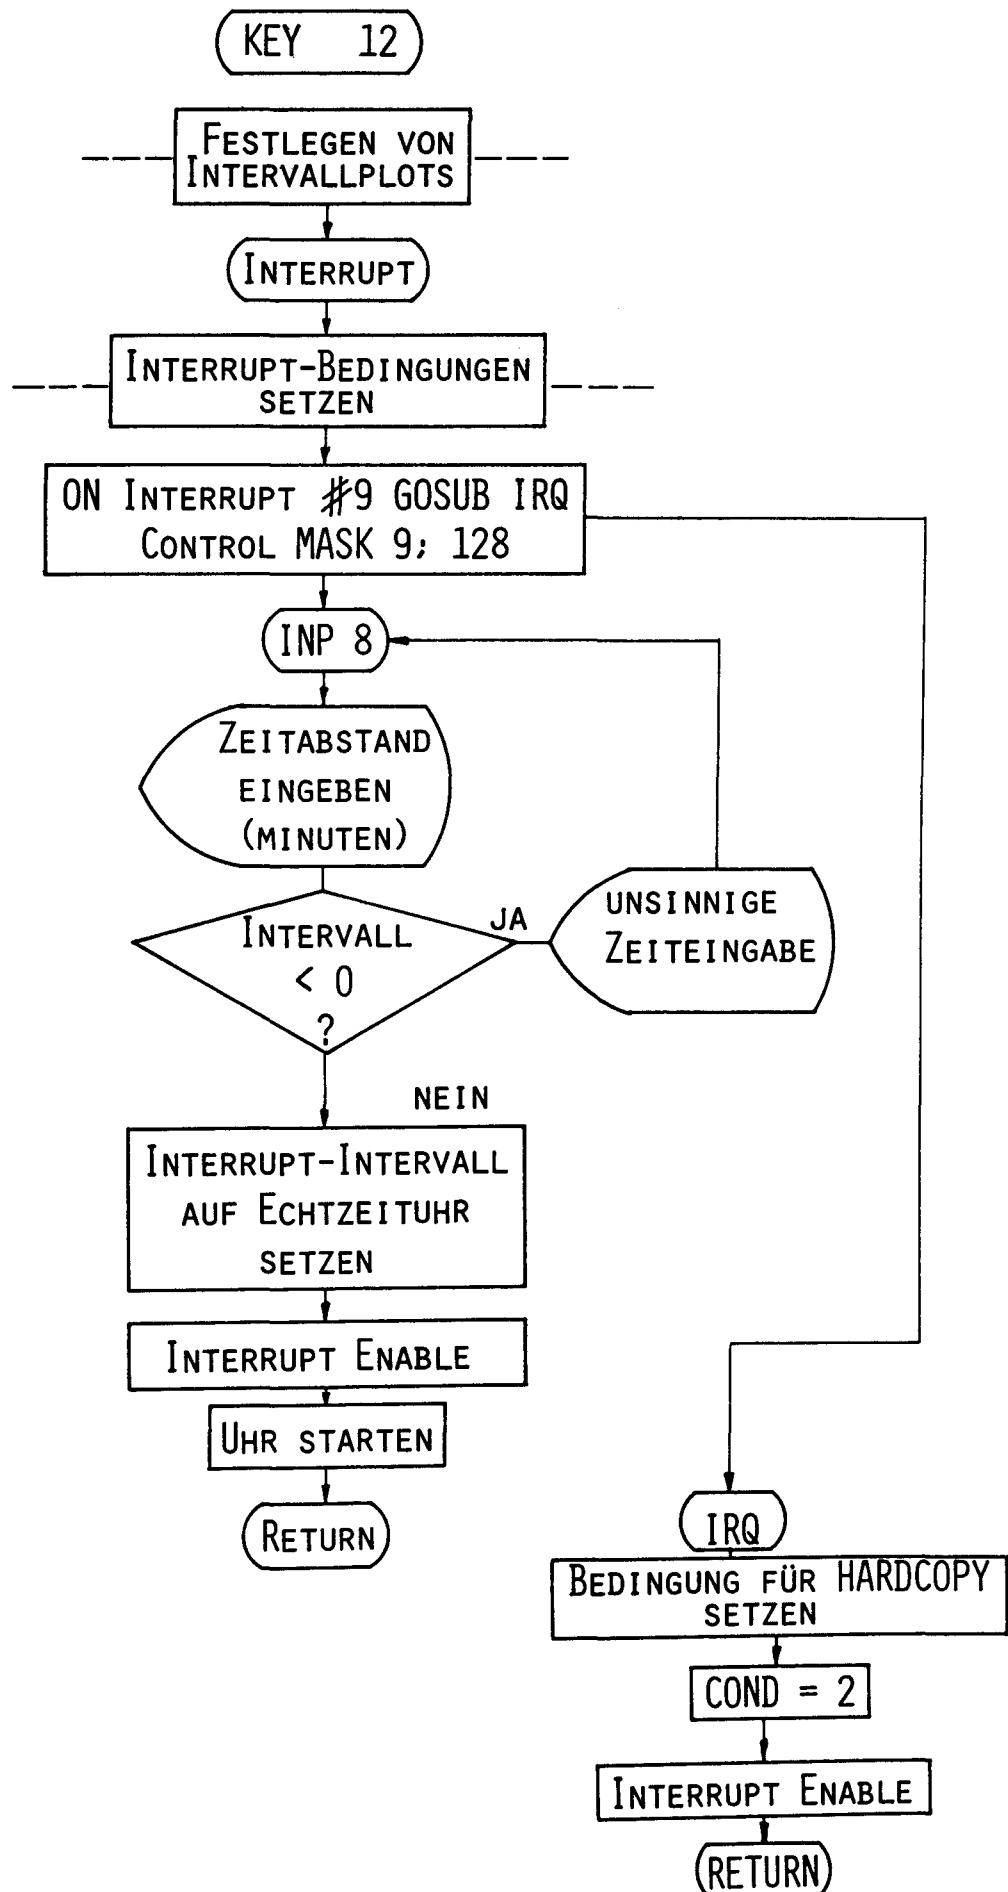 KEY 12
FESTLEGEN VON
INTERVALLPLOTS
INTERRUPT
INTERRUPT-BEDINGUNGEN
SETZEN
ON INTERRUPT #9 GOSUB IRQ
CONTROL MASK 9; 128
INP 8
ZEITABSTAND
EINGEBEN
(MINUTEN)
INTERVALL
< 0
?
JA
UNSINNIGE
ZEITEINGABE
NEIN
INTERRUPT-INTERVALL
AUF ECHTZEITUHR
SETZEN
INTERRUPT ENABLE
UHR STARTEN
RETURN
IRQ
BEDINGUNG FÜR HARDCOPY
SETZEN
COND = 2
INTERRUPT ENABLE
RETURN